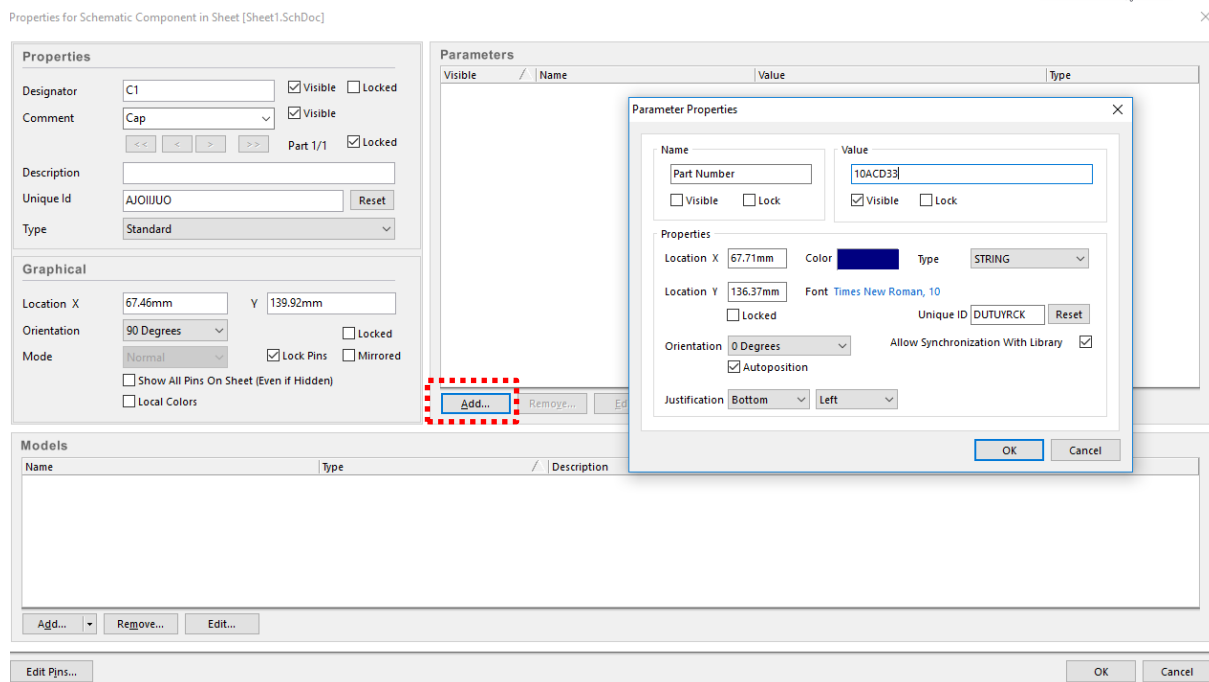 Properties for Schematic Component in Sheet [Sheet1.SchDoc]
Properties
Designator C1 Visible Locked
Comment Cap Visible
<< < > >> Part 1/1 Locked
Description
Unique Id AJOIIJUO Reset
Type Standard
Graphical
Location X 67.46mm Y 139.92mm
Orientation 90 Degrees Locked
Mode Normal Lock Pins Mirrored
Show All Pins On Sheet (Even if Hidden)
Local Colors
Parameters
Visible Name Value Type
Add... Remove... Ed
Parameter Properties
Name
Part Number
Visible Lock
Value
10ACD33
Visible Lock
Properties
Location X 67.71mm Color Type STRING
Location Y 136.37mm Font Times New Roman, 10
Locked Unique ID DUTUYRCK Reset
Orientation 0 Degrees Allow Synchronization With Library
Autoposition
Justification Bottom Left
OK Cancel
Models
Name Type Description
Add... Remove... Edit...
Edit Pins... OK Cancel